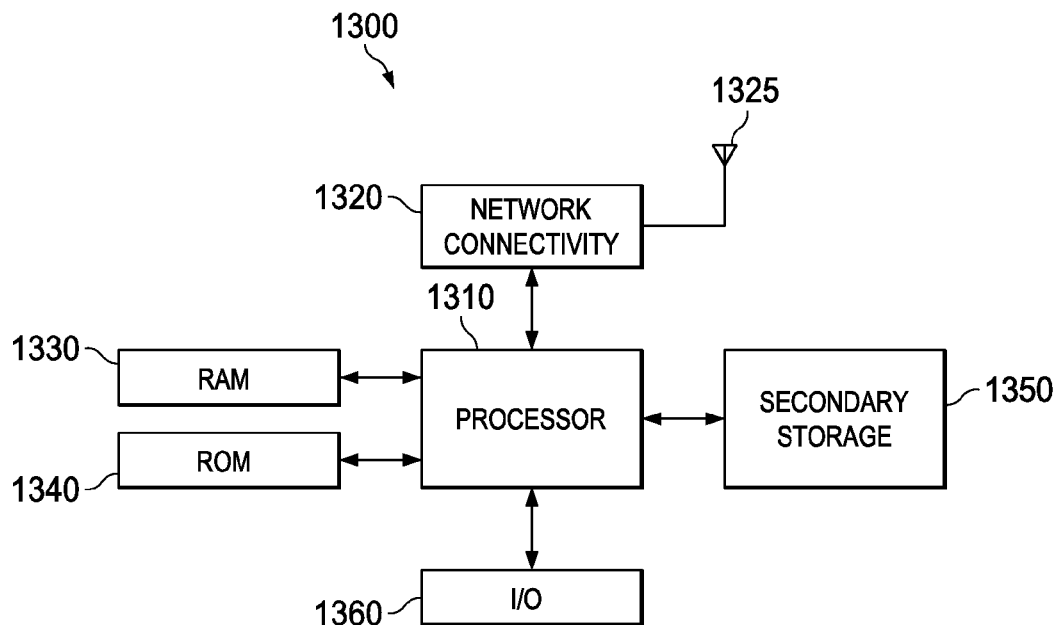 1300
1325
1320
NETWORK
CONNECTIVITY
1310
1330
RAM
PROCESSOR
SECONDARY
STORAGE
1350
ROM
1340
I/O
1360